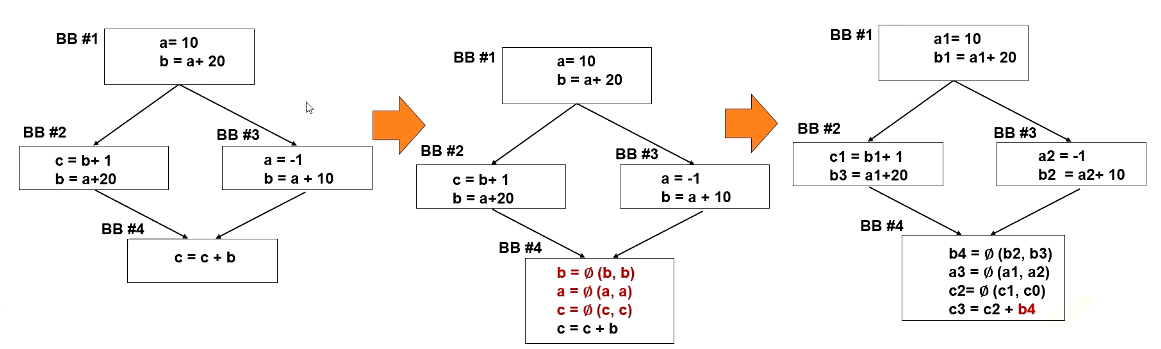 BB #1
a= 10
b = a+ 20
BB #2
c = b+ 1
b = a+20
BB #3
a = -1
b = a + 10
BB #4
c = c + b
BB #1
a= 10
b = a+ 20
BB #2
c = b+ 1
b = a+20
BB #3
a = -1
b = a + 10
BB #4
b = Ø (b, b)
a = Ø (a, a)
c = Ø (c, c)
c = c + b
BB #1
a1= 10
b1 = a1+ 20
BB #2
c1 = b1+ 1
b3 = a1+20
BB #3
a2 = -1
b2 = a2+ 10
BB #4
b4 = Ø (b2, b3)
a3 = Ø (a1, a2)
c2= Ø (c1, c0)
c3 = c2 + b4